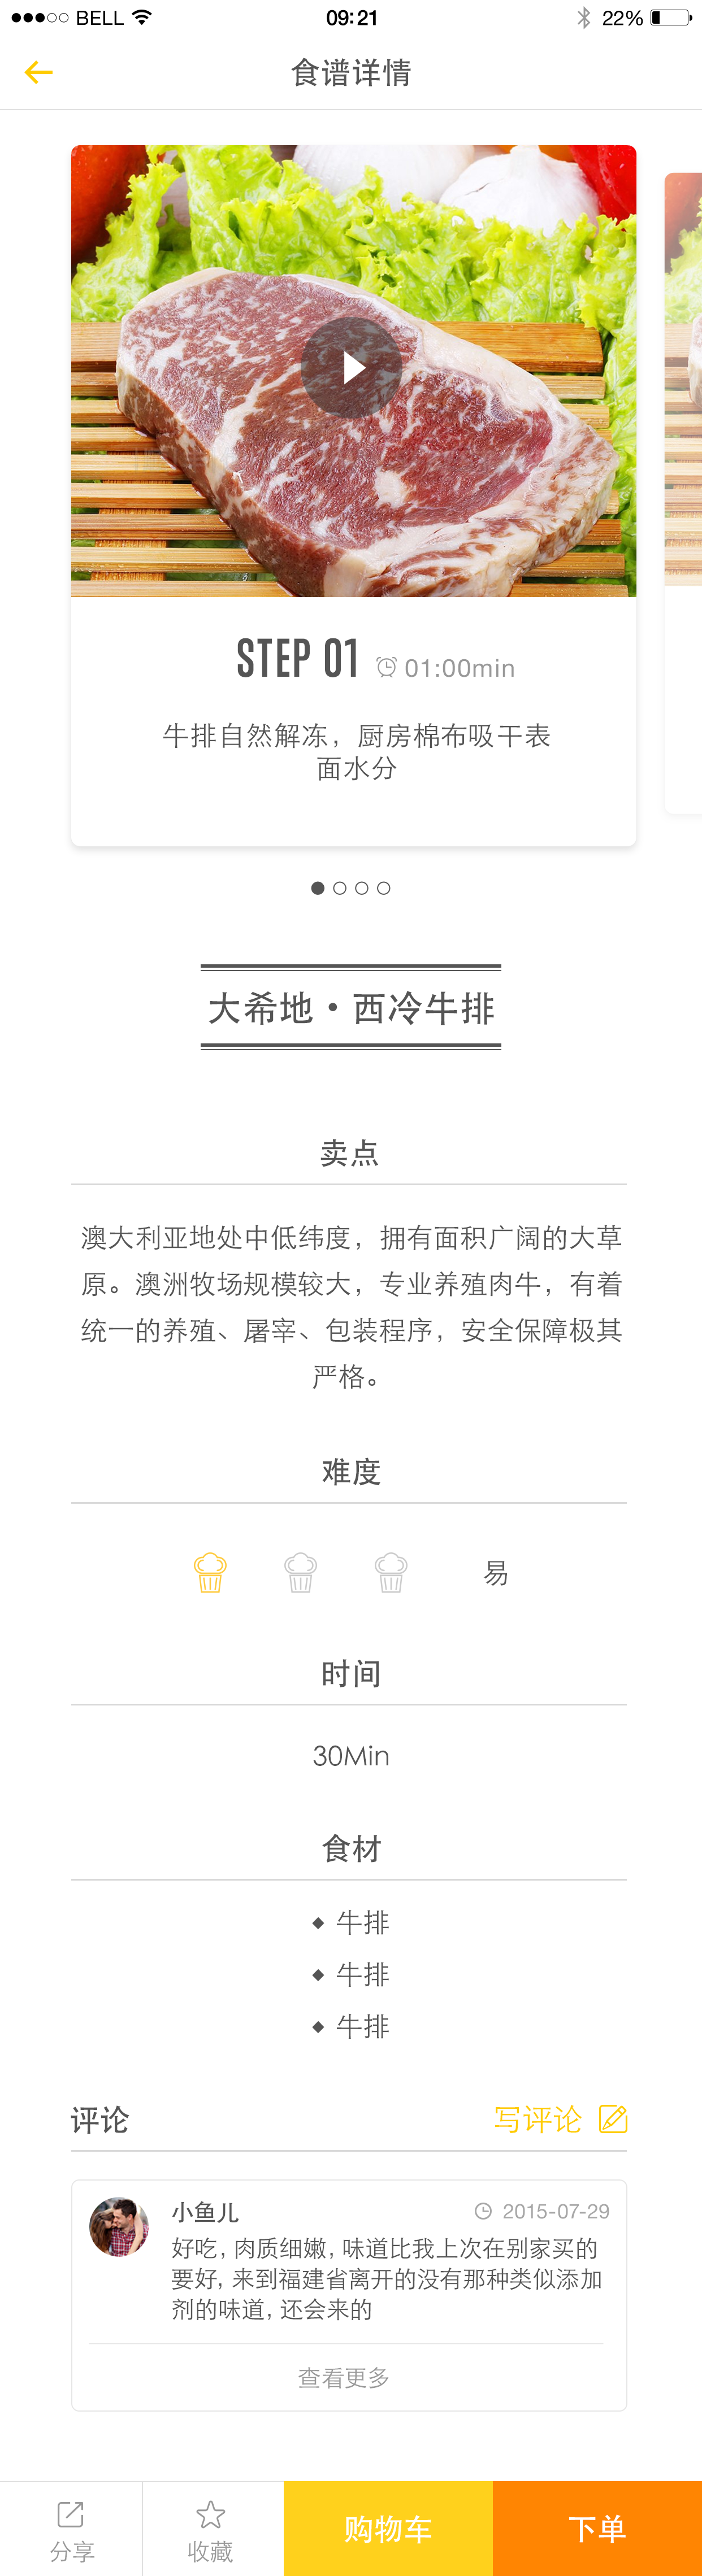 BELL 09:21 22%
食谱详情
STEP 01 01:00min
牛排自然解冻，厨房棉布吸干表
面水分
大希地·西冷牛排
卖点
澳大利亚地处中低纬度，拥有面积广阔的大草
原。澳洲牧场规模较大，专业养殖肉牛，有着
统一的养殖、屠宰、包装程序，安全保障极其
严格。
难度
易
时间
30Min
食材
◆ 牛排
◆ 牛排
◆ 牛排
评论 写评论
小鱼儿 2015-07-29
好吃，肉质细嫩，味道比我上次在别家买的
要好，来到福建省离开的没有那种类似添加
剂的味道，还会来的
查看更多
分享 收藏 购物车 下单